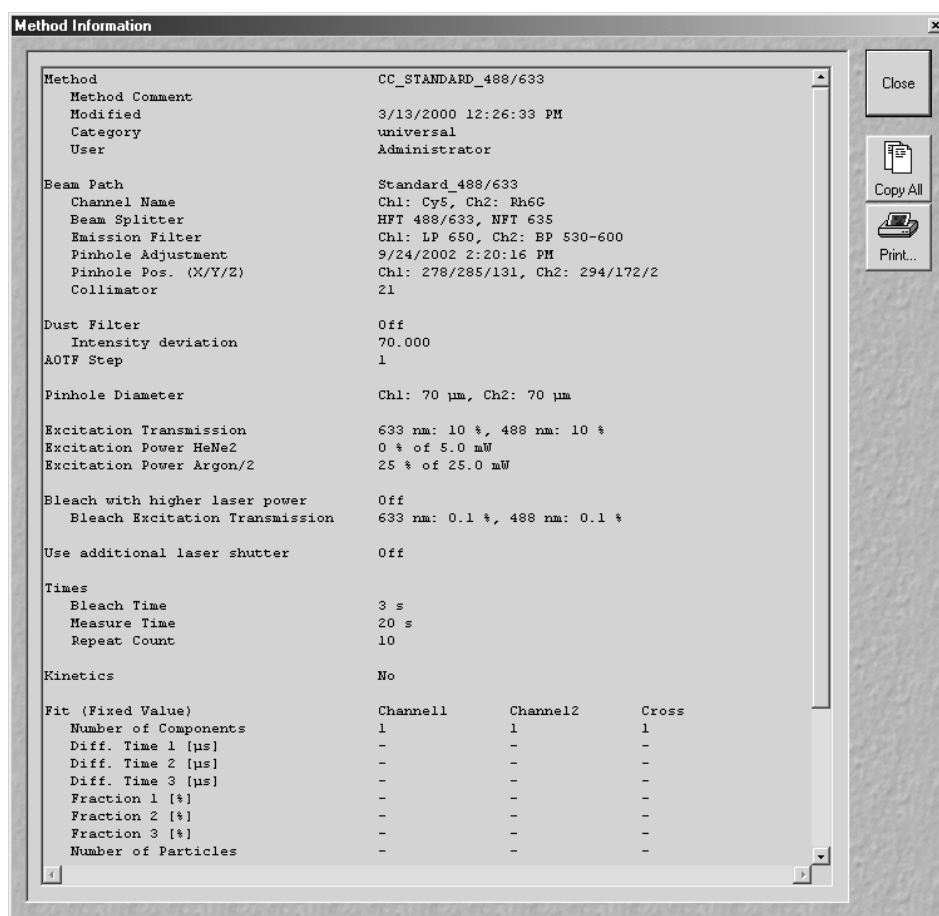 Method Information
Method CC_STANDARD_488/633
Method Comment
Modified 3/13/2000 12:26:33 PM
Category universal
User Administrator
Beam Path Standard_488/633
Channel Name Ch1: Cy5, Ch2: Rh6G
Beam Splitter HFT 488/633, NFT 635
Emission Filter Ch1: LP 650, Ch2: BP 530-600
Pinhole Adjustment 9/24/2002 2:20:16 PM
Pinhole Pos. (X/Y/Z) Ch1: 278/285/131, Ch2: 294/172/2
Collimator 21
Dust Filter Off
Intensity deviation 70.000
AOTF Step 1
Pinhole Diameter Ch1: 70 µm, Ch2: 70 µm
Excitation Transmission 633 nm: 10 %, 488 nm: 10 %
Excitation Power HeNe2 0 % of 5.0 mW
Excitation Power Argon/2 25 % of 25.0 mW
Bleach with higher laser power Off
Bleach Excitation Transmission 633 nm: 0.1 %, 488 nm: 0.1 %
Use additional laser shutter Off
Times
Bleach Time 3 s
Measure Time 20 s
Repeat Count 10
Kinetics No
Fit (Fixed Value) Channel1 Channel2 Cross
Number of Components 1 1 1
Diff. Time 1 [µs] - - -
Diff. Time 2 [µs] - - -
Diff. Time 3 [µs] - - -
Fraction 1 [%] - - -
Fraction 2 [%] - - -
Fraction 3 [%] - - -
Number of Particles - - -
Close
Copy All
Print...